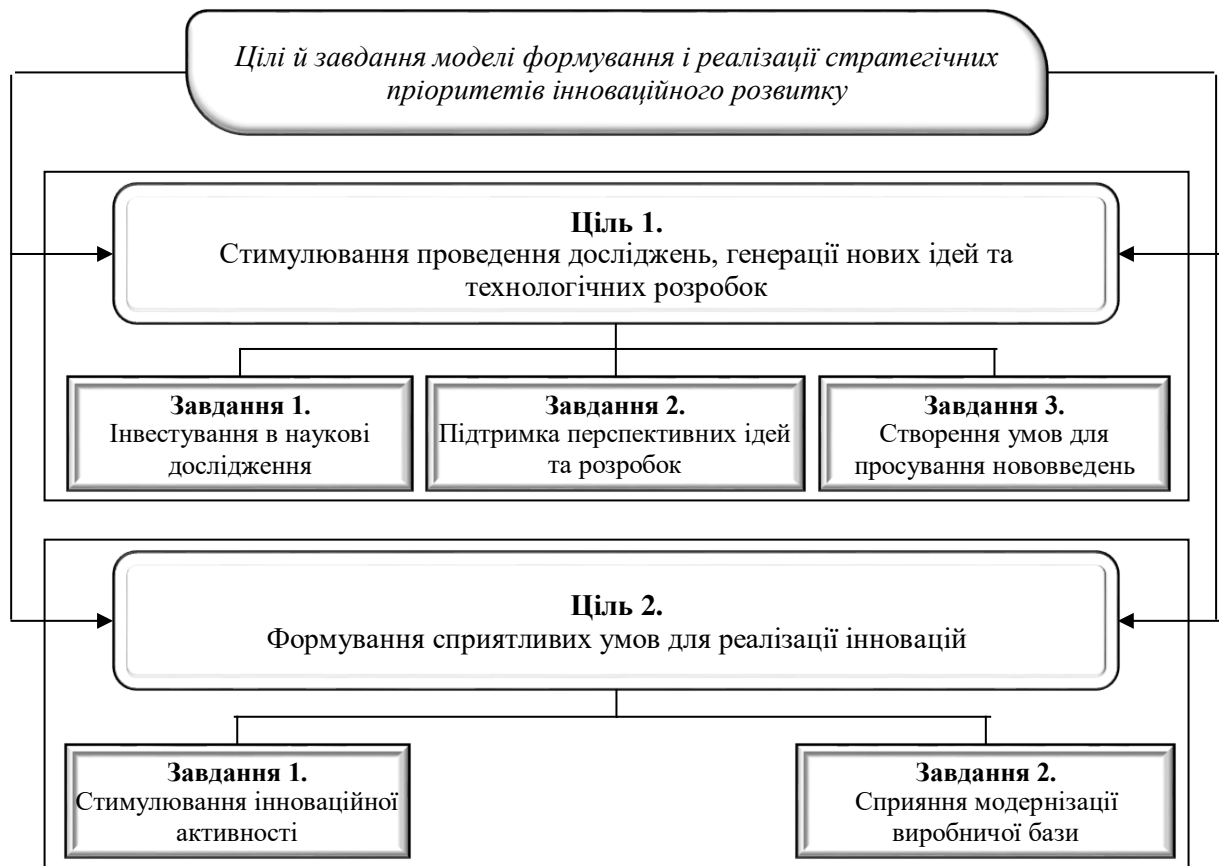 Цілі й завдання моделі формування і реалізації стратегічних
пріоритетів інноваційного розвитку
Ціль 1.
Стимулювання проведення досліджень, генерації нових ідей та
технологічних розробок
Завдання 1.
Інвестування в наукові
дослідження
Завдання 2.
Підтримка перспективних ідей
та розробок
Завдання 3.
Створення умов для
просування нововведень
Ціль 2.
Формування сприятливих умов для реалізації інновацій
Завдання 1.
Стимулювання інноваційної
активності
Завдання 2.
Сприяння модернізації
виробничої бази